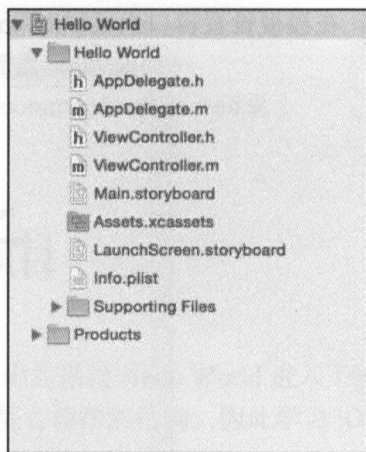 Hello World
Hello World
h AppDelegate.h
m AppDelegate.m
h ViewController.h
m ViewController.m
Main.storyboard
Assets.xcassets
LaunchScreen.storyboard
Info.plist
Supporting Files
Products